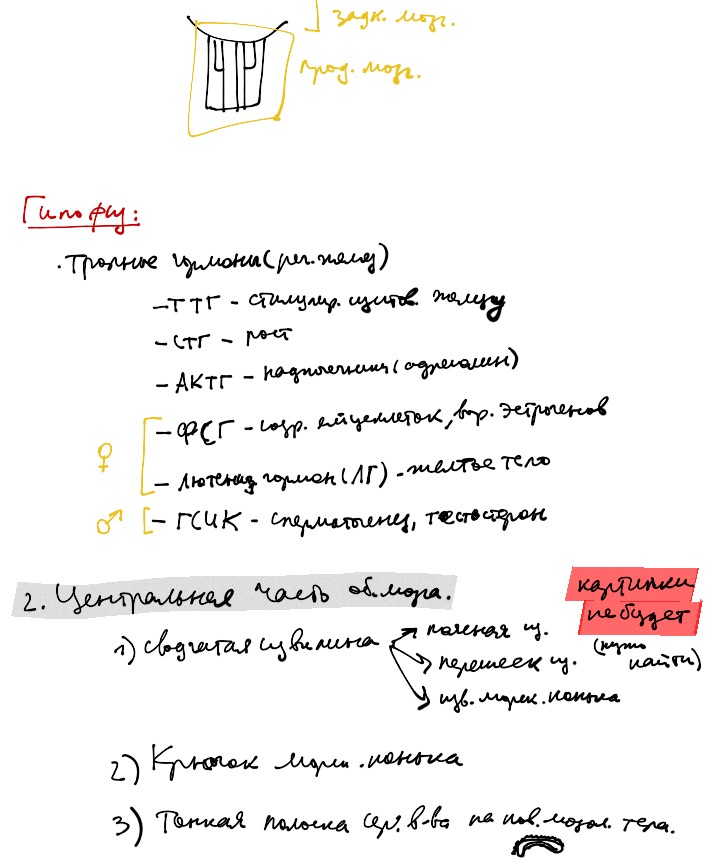 задн. мозг.
прод. мозг.
Гипофиз:
· Тропные гормоны (рег. желез)
– ТТГ – стимулир. щитов. железу
– СТГ – рост
– АКТГ – надпочечники (адреналин)
♀ – ФСГ – созр. яйцеклеток, выр. эстрогенов
– Лютеиниз гормон (ЛГ) – желтое тело
♂ – ГСИК – сперматогенез, тестостерон
2. Центральная часть об. мозга.
картинки
не будет
(нужно
найти)
1) сводчатая извилина
поясная из.
перешеек из.
изв. морск. конька
2) Крючок морск. конька
3) Тонкая полоска сер. в-ва на пов. мозол. тела.